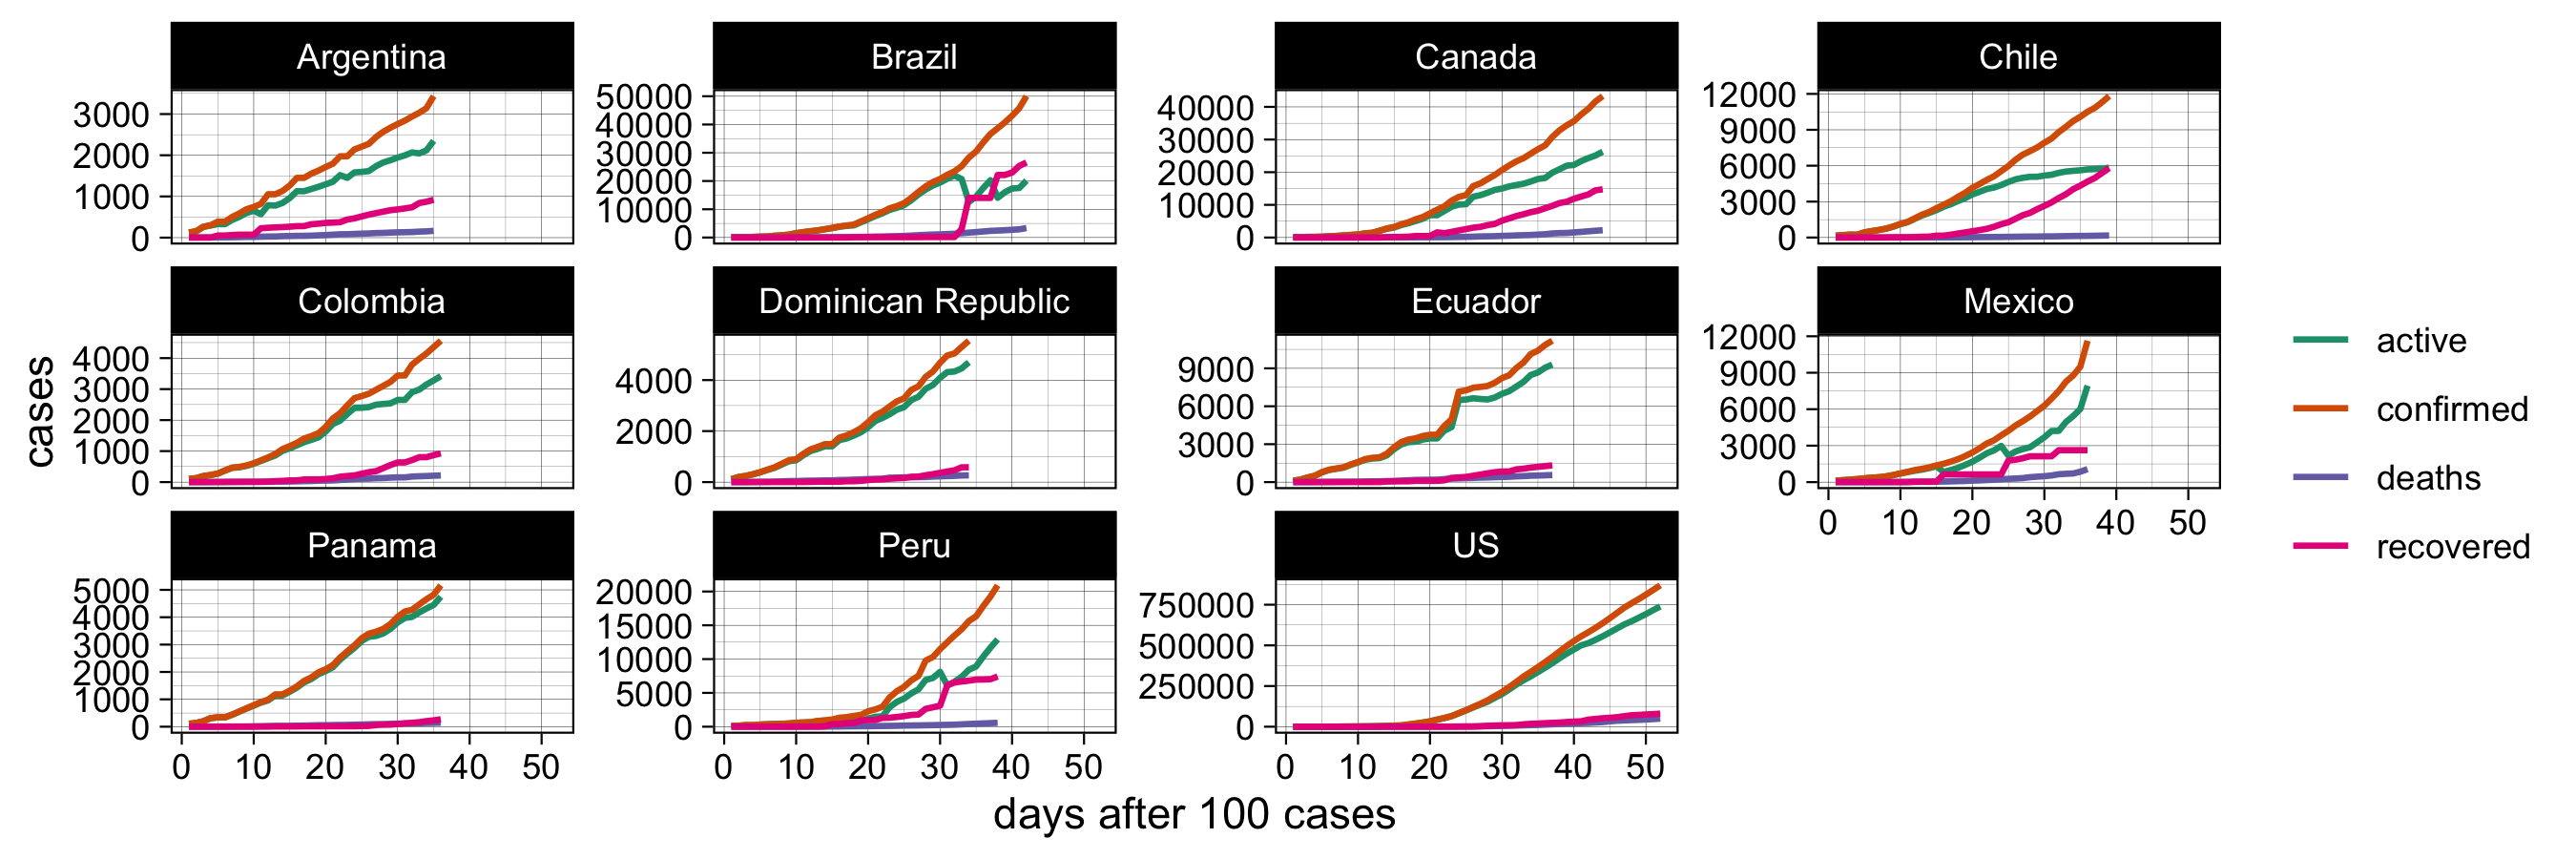 Argentina
3000
2000
1000
0
Brazil
50000
40000
30000
20000
10000
0
Canada
40000
30000
20000
10000
0
Chile
12000
9000
6000
3000
0
Colombia
4000
3000
2000
1000
0
Dominican Republic
4000
2000
0
Ecuador
9000
6000
3000
0
Mexico
12000
9000
6000
3000
0
0 10 20 30 40 50
Panama
5000
4000
3000
2000
1000
0
0 10 20 30 40 50
Peru
20000
15000
10000
5000
0
0 10 20 30 40 50
US
750000
500000
250000
0
0 10 20 30 40 50
cases
days after 100 cases
active
confirmed
deaths
recovered